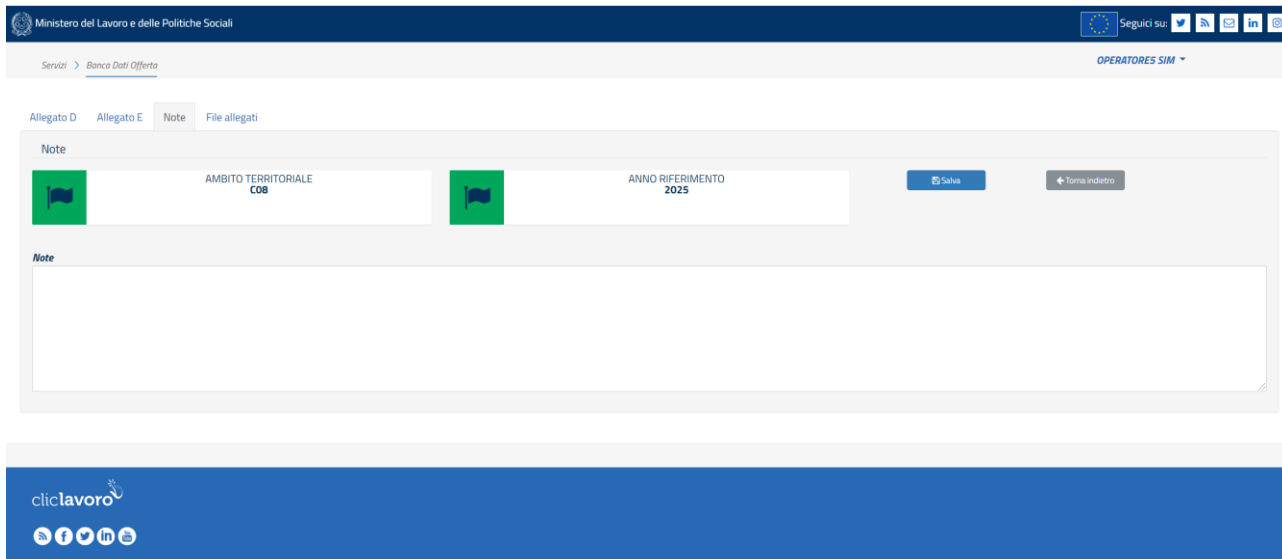 Ministero del Lavoro e delle Politiche Sociali
Seguici su:
Servizi > Banca Dati Offerta
OPERATORE5 SIM
Allegato D Allegato E Note File allegati
Note
AMBITO TERRITORIALE
C08
ANNO RIFERIMENTO
2025
Salva
Torna indietro
Note
cliclavoro